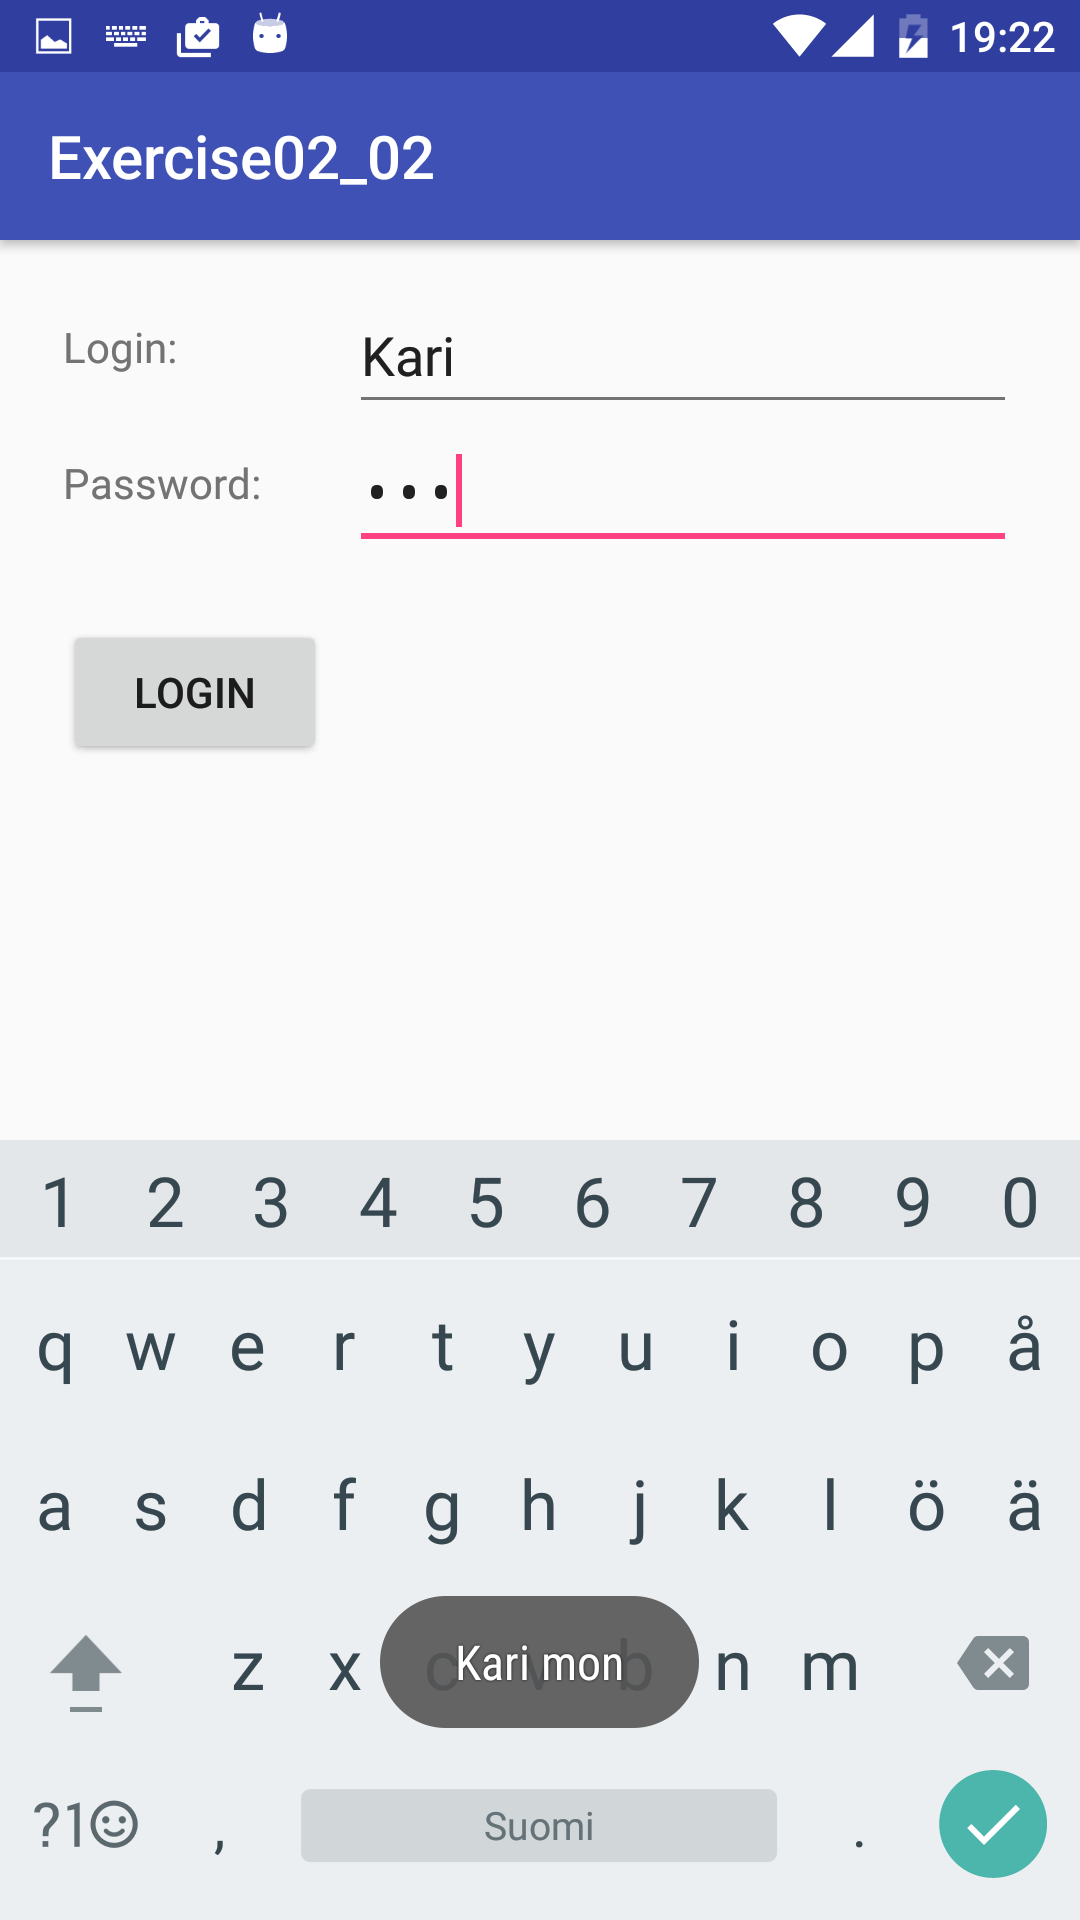 19:22
Exercise02_02
Login:
Kari
Password:
•••
LOGIN
1 2 3 4 5 6 7 8 9 0
q w e r t y u i o p å
a s d f g h j k l ö ä
z x c v b n m
Kari mon
?1☺ , Suomi .